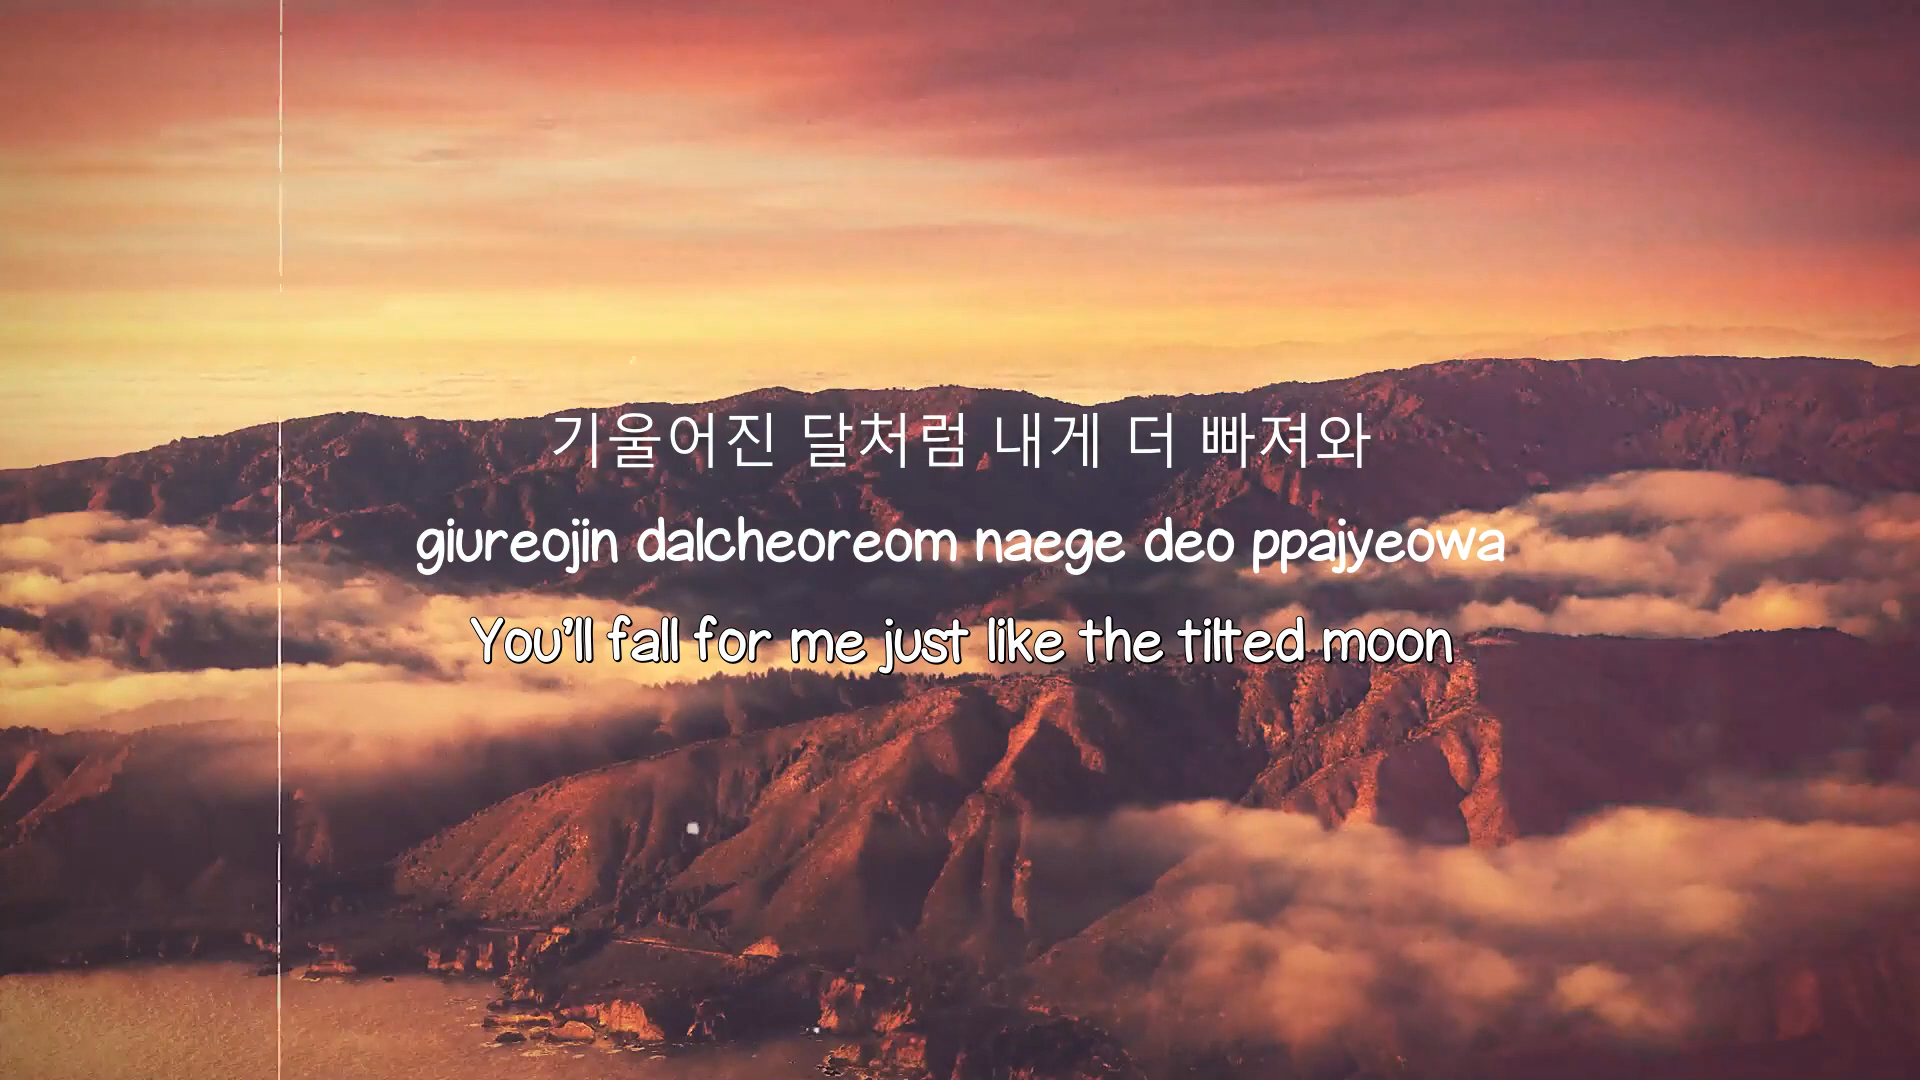 기울어진 달처럼 내게 더 빠져와
giureojin dalcheoreom naege deo ppajyeowa
You'll fall for me just like the tilted moon